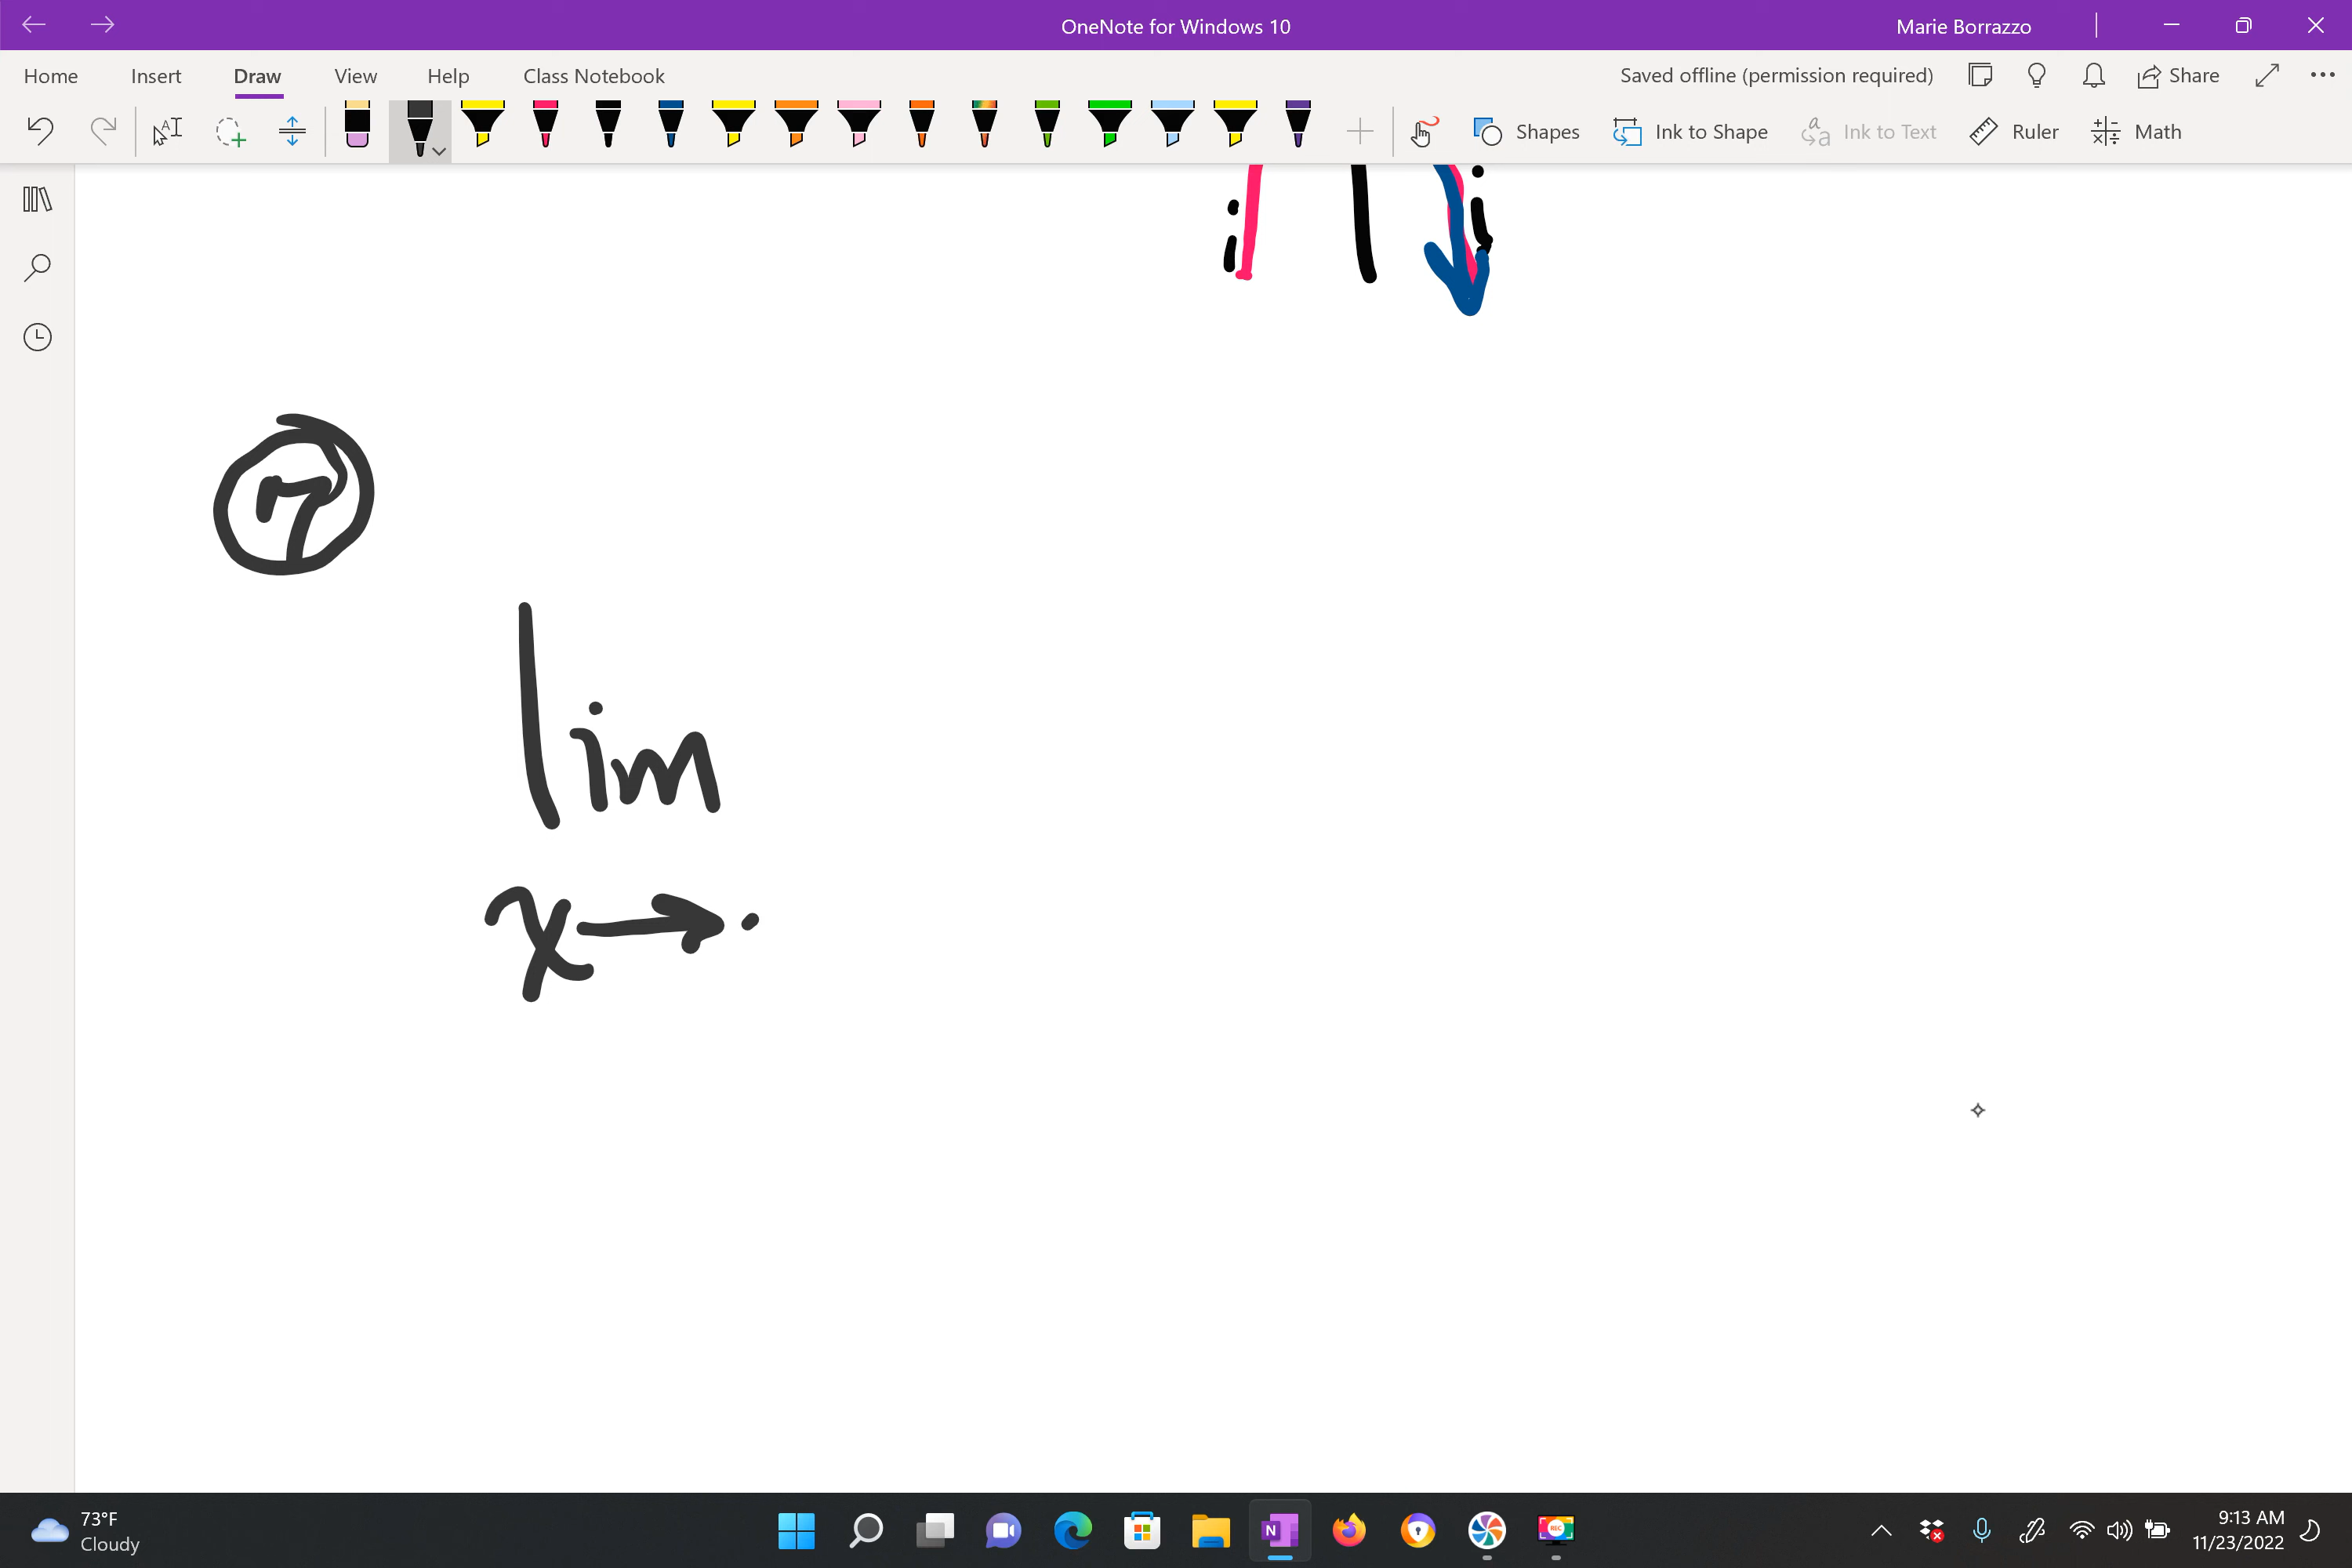 OneNote for Windows 10
Marie Borrazzo
Home Insert Draw View Help Class Notebook
Saved offline (permission required) Share
Shapes Ink to Shape Ink to Text Ruler Math
7
lim
x→
73°F
Cloudy
9:13 AM
11/23/2022